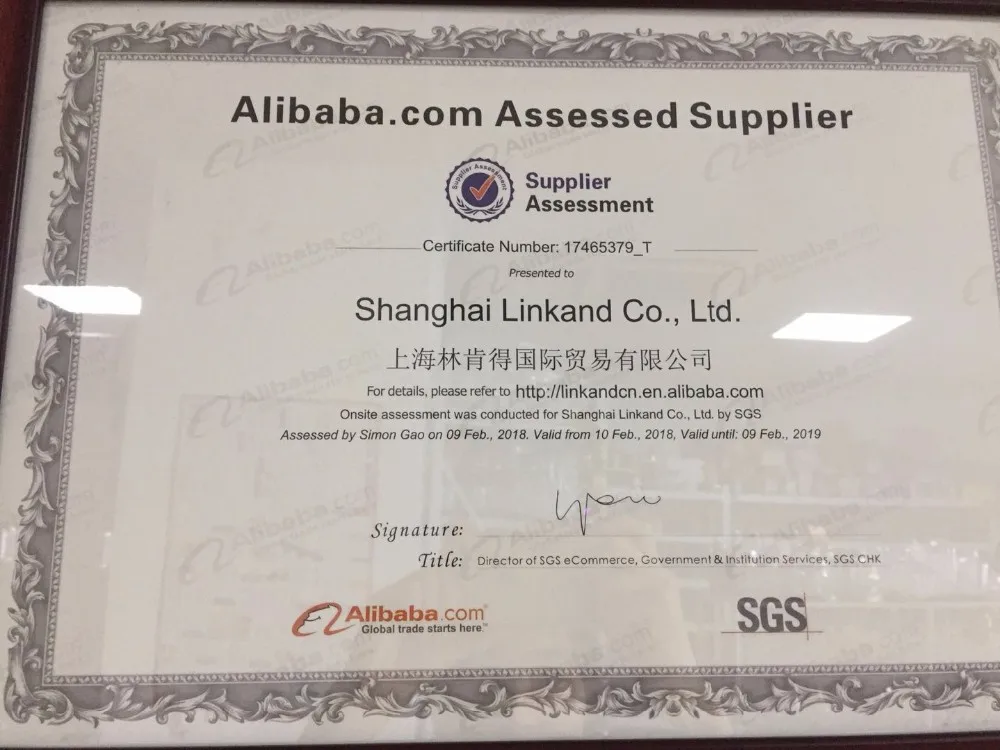 Alibaba.com Assessed Supplier
Supplier Assessment
Supplier
Assessment
Certificate Number: 17465379_T
Presented to
Shanghai Linkand Co., Ltd.
上海林肯得国际贸易有限公司
For details, please refer to http://linkandcn.en.alibaba.com
Onsite assessment was conducted for Shanghai Linkand Co., Ltd. by SGS
Assessed by Simon Gao on 09 Feb., 2018. Valid from 10 Feb., 2018, Valid until: 09 Feb., 2019
Signature:
Title: Director of SGS eCommerce, Government & Institution Services, SGS CHK
Alibaba.com
Global trade starts here.™
SGS